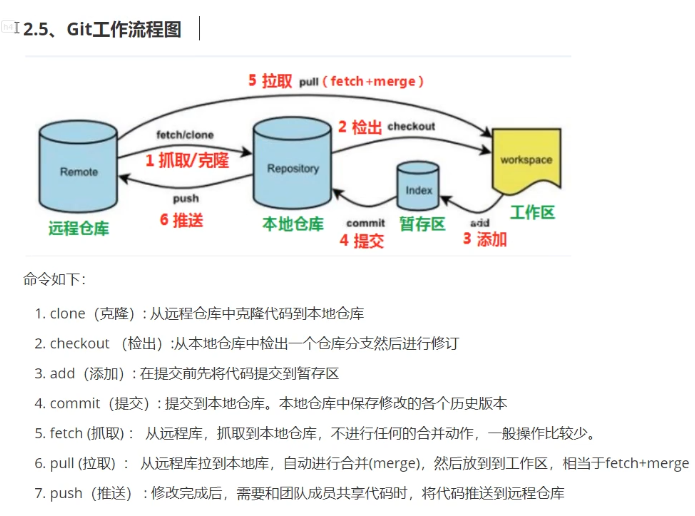 2.5、Git工作流程图
5 拉取 pull（fetch+merge）
2 检出 checkout
fetch/clone
1 抓取/克隆
Remote
Repository
workspace
Index
push
6 推送
远程仓库
本地仓库
commit
4 提交
暂存区
add
3 添加
工作区
命令如下：
1. clone（克隆）: 从远程仓库中克隆代码到本地仓库
2. checkout （检出）:从本地仓库中检出一个仓库分支然后进行修订
3. add（添加）: 在提交前先将代码提交到暂存区
4. commit（提交）: 提交到本地仓库。本地仓库中保存修改的各个历史版本
5. fetch (抓取) ： 从远程库，抓取到本地仓库，不进行任何的合并动作，一般操作比较少。
6. pull (拉取) ： 从远程库拉到本地库，自动进行合并(merge)，然后放到到工作区，相当于fetch+merge
7. push（推送） : 修改完成后，需要和团队成员共享代码时，将代码推送到远程仓库